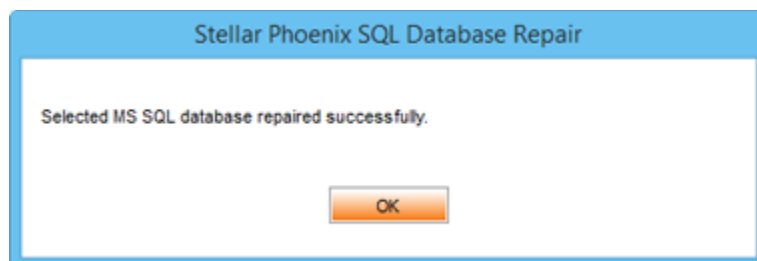 Stellar Phoenix SQL Database Repair
Selected MS SQL database repaired successfully.
OK